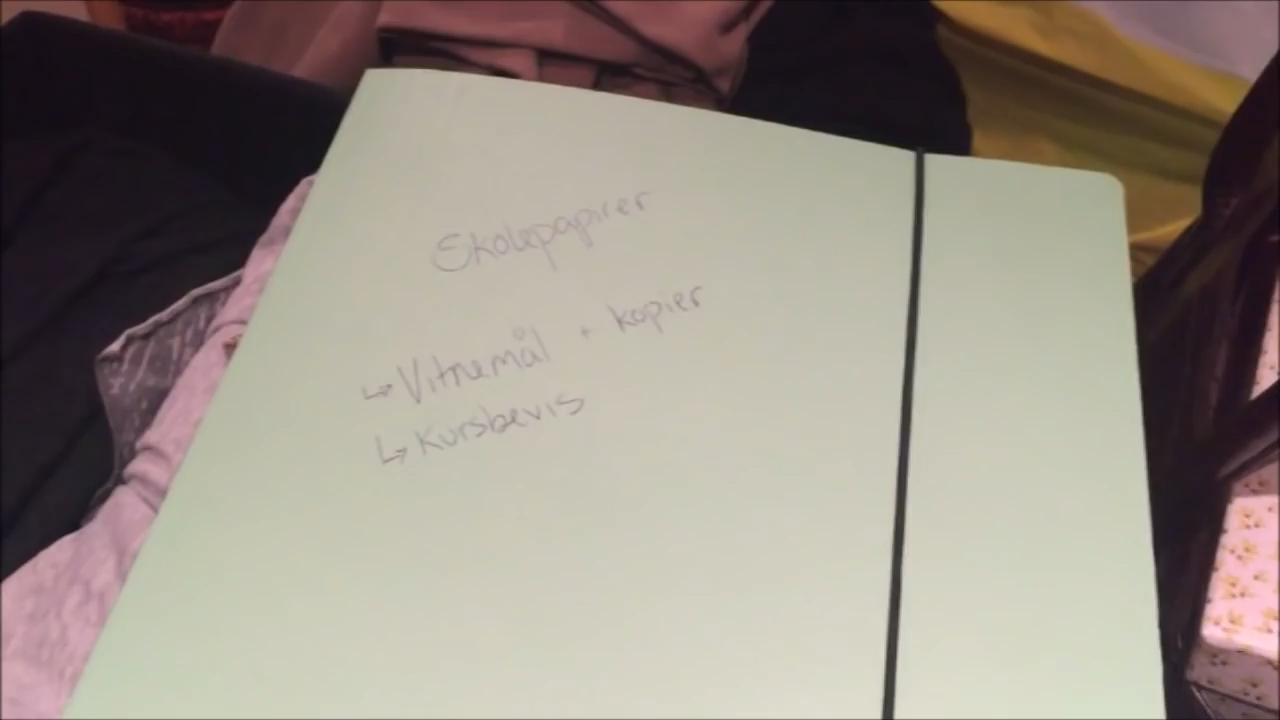 Skolepapirer
↳ Vitnemål + kopier
↳ Kursbevis